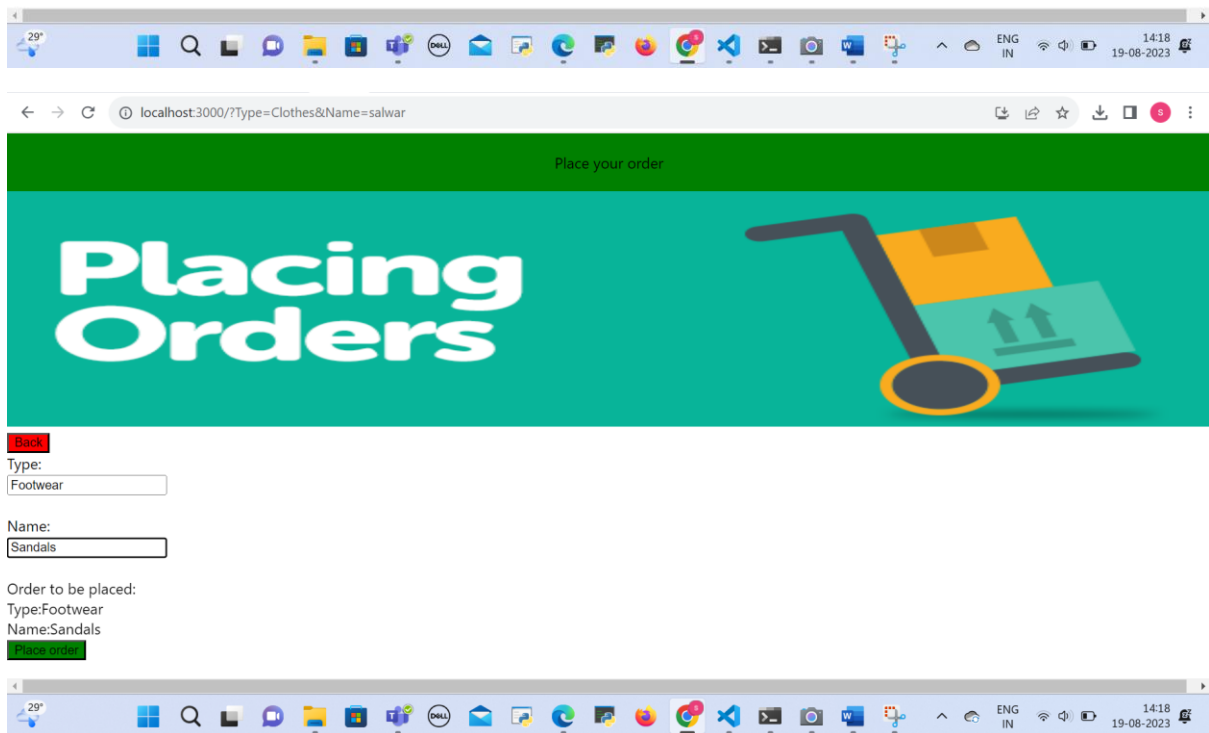 29°
DELL
ENG
IN
14:18
19-08-2023
localhost:3000/?Type=Clothes&Name=salwar
S
Place your order
Placing
Orders
Back
Type:
Footwear
Name:
Sandals
Order to be placed:
Type:Footwear
Name:Sandals
Place order
29°
DELL
ENG
IN
14:18
19-08-2023